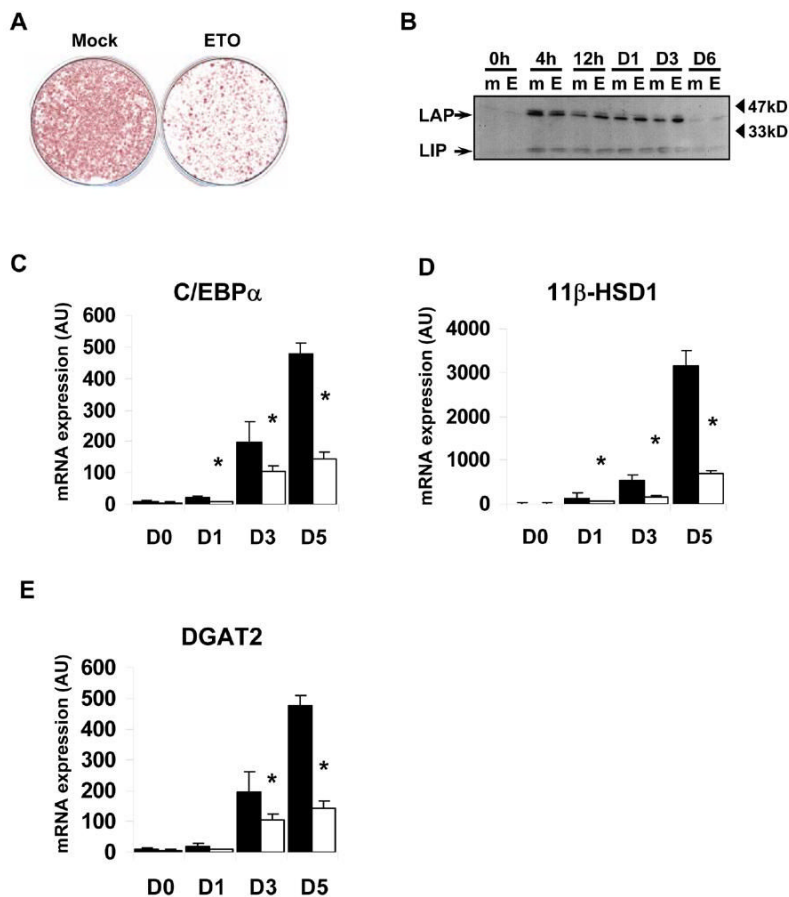 A
Mock ETO
B
0h 4h 12h D1 D3 D6
m E m E m E m E m E m E
LAP
LIP
47kD
33kD
C
C/EBPα
mRNA expression (AU)
600
500
400
300
200
100
0
D0 D1 D3 D5
* * *
D
11β-HSD1
mRNA expression (AU)
4000
3000
2000
1000
0
D0 D1 D3 D5
* * *
E
DGAT2
mRNA expression (AU)
600
500
400
300
200
100
0
D0 D1 D3 D5
* *